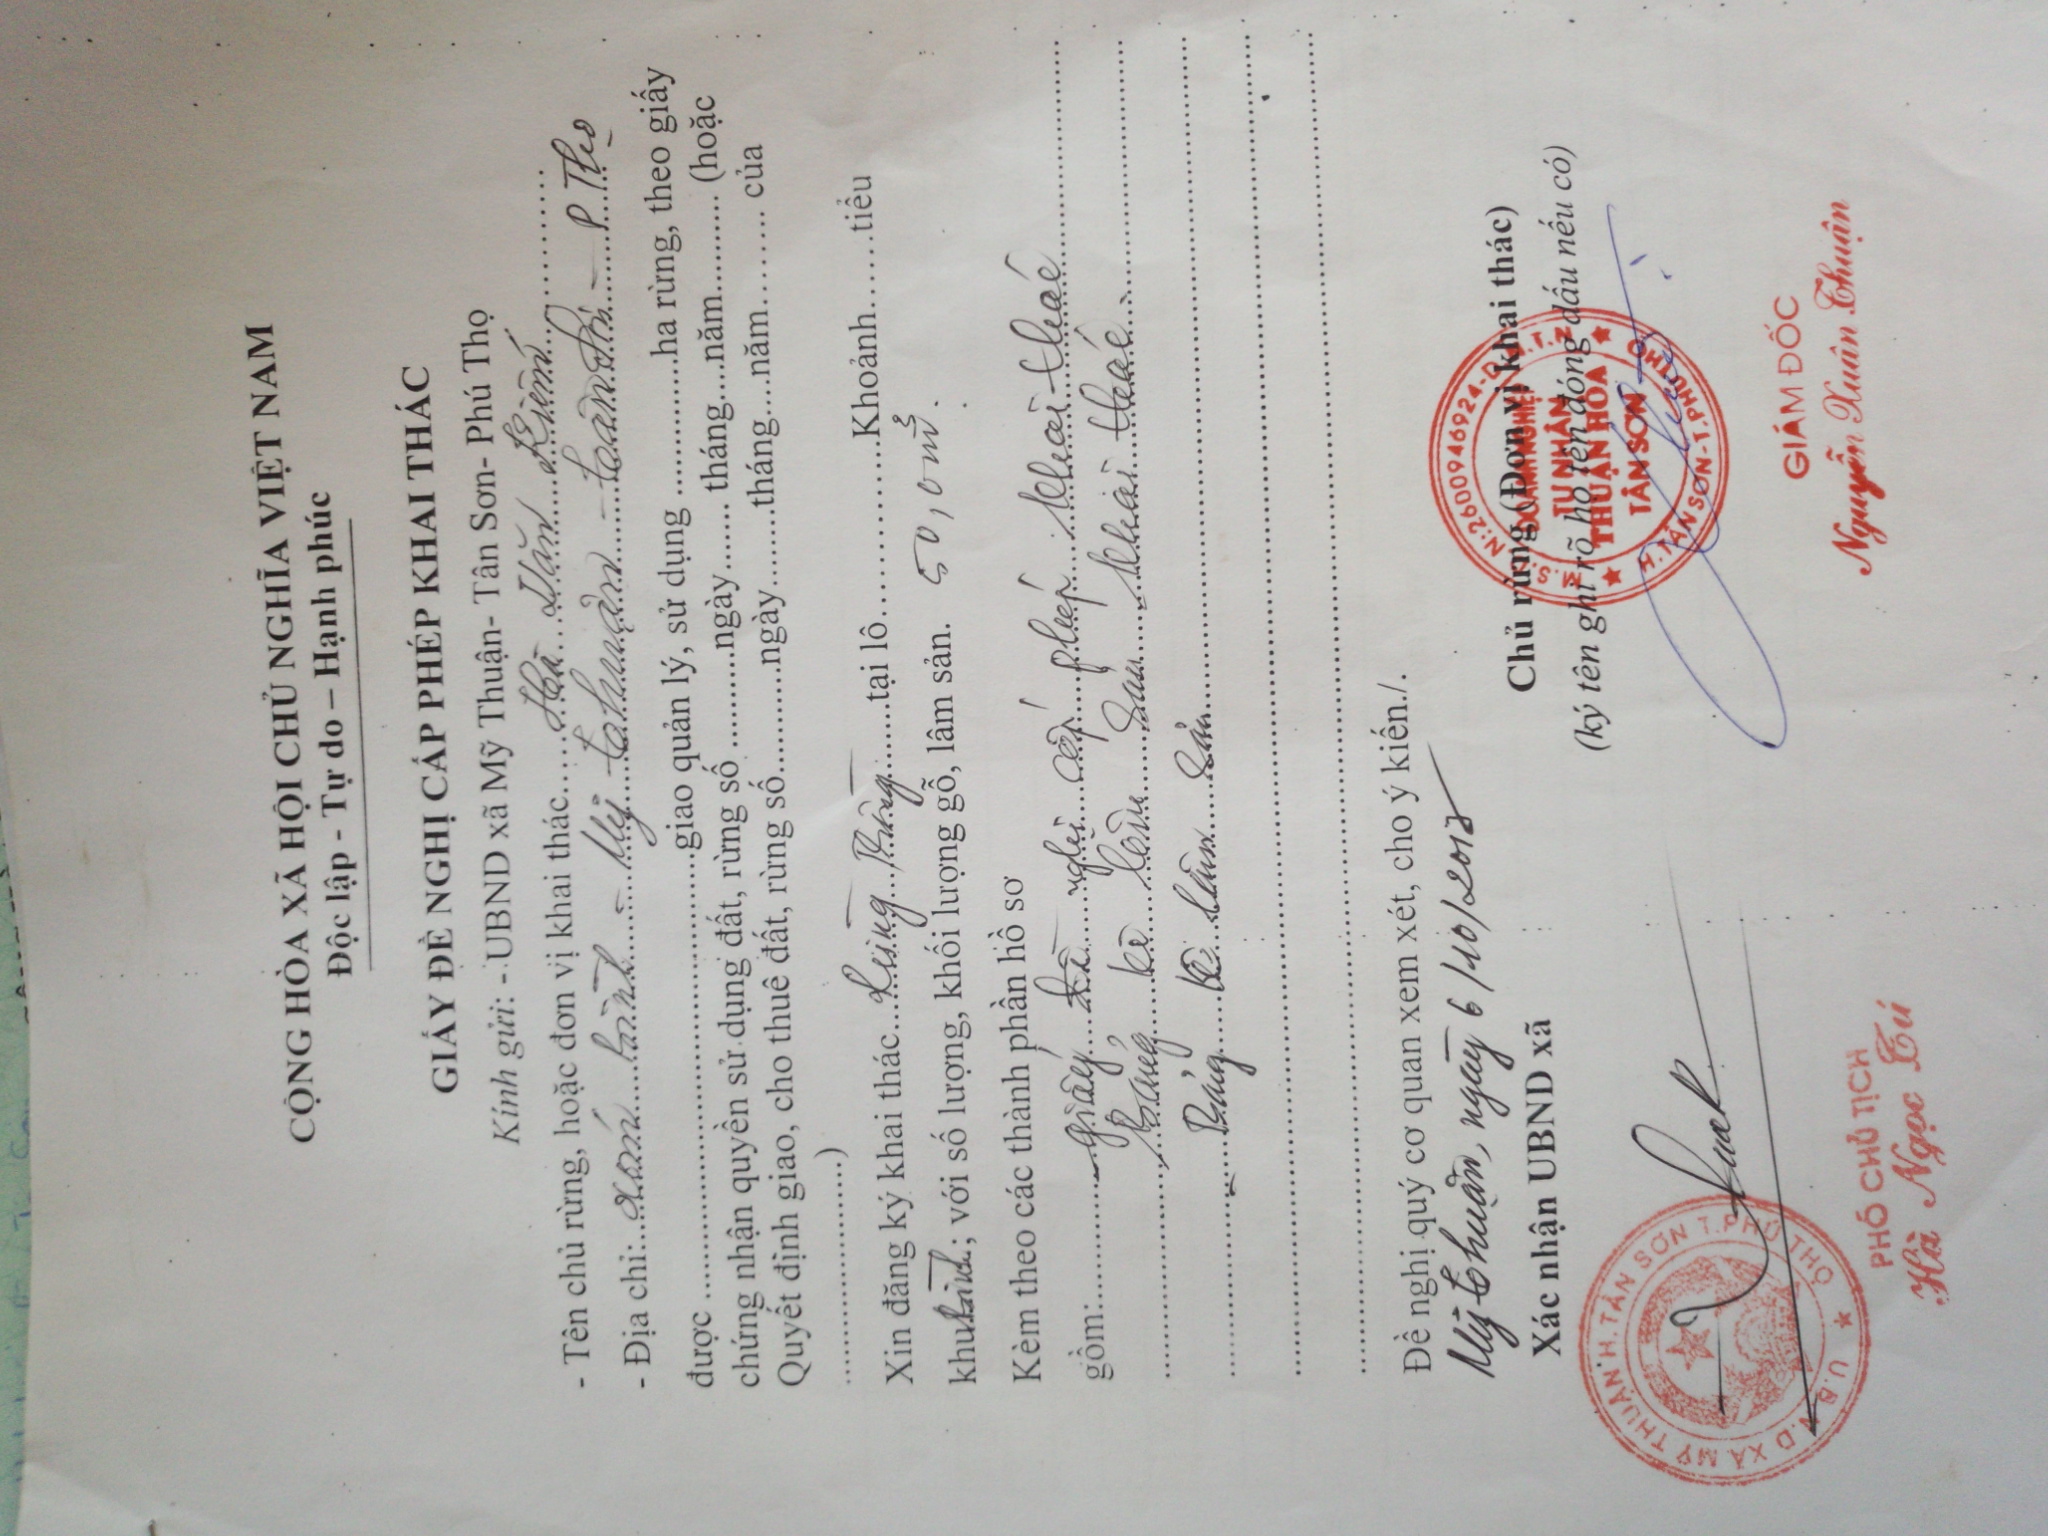 CỘNG HÒA XÃ HỘI CHỦ NGHĨA VIỆT NAM
Độc lập - Tự do – Hạnh phúc
GIẤY ĐỀ NGHỊ CẤP PHÉP KHAI THÁC
Kính gửi: - UBND xã Mỹ Thuận- Tân Sơn- Phú Thọ
- Tên chủ rừng, hoặc đơn vị khai thác..... Hà Văn Kiếm ............
- Địa chỉ: xóm bình - Mỹ Thuận - Tân Sơn - P Thọ
được ..........................................giao quản lý, sử dụng ..............ha rừng, theo giấy
chứng nhận quyền sử dụng đất, rừng số ..........ngày....... tháng....năm.......... (hoặc
Quyết định giao, cho thuê đất, rừng số...........ngày........tháng....năm…….. của
.......................)
Xin đăng ký khai thác... Rừng trồng .......tại lô……………..Khoảnh……tiểu
khu bình; với số lượng, khối lượng gỗ, lâm sản. 50,0m³.
Kèm theo các thành phần hồ sơ
gồm:............ - giấy đề nghị cấp phép khai thác
- Bảng kê lâm sản khai thác -
- Bảng kê lâm sản
Đề nghị quý cơ quan xem xét, cho ý kiến./.
Mỹ thuận, ngày 6/10/2018
Chủ rừng (Đơn vị khai thác)
Xác nhận UBND xã
(ký tên ghi rõ họ tên đóng dấu nếu có)
M.S.D.N:2600946924-D.N.T.N
DOANH NGHIỆP
TƯ NHÂN
THUẬN HÒA
TÂN SƠN
H.TÂN SƠN-T.PHÚ THỌ
U.B.N.D XÃ MỸ THUẬN H.TÂN SƠN T.PHÚ THỌ
GIÁM ĐỐC
Nguyễn Xuân Thuận
PHÓ CHỦ TỊCH
Hà Ngọc Tú